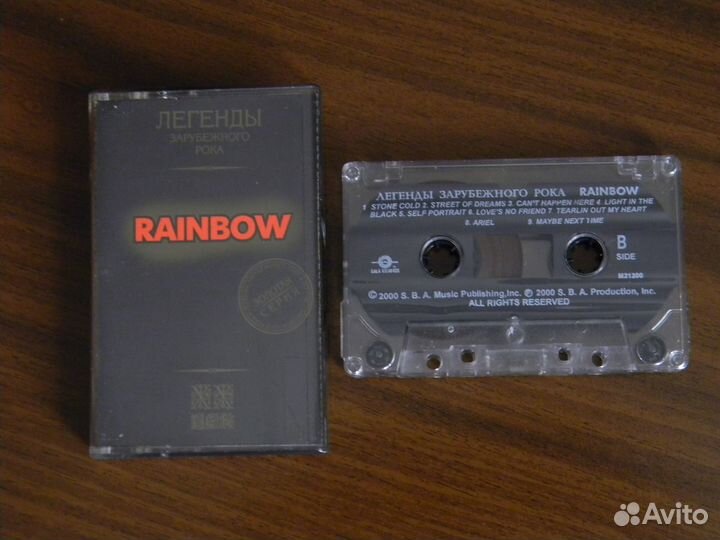 ЛЕГЕНДЫ
ЗАРУБЕЖНОГО
РОКА
RAINBOW
ЛЕГЕНДЫ ЗАРУБЕЖНОГО РОКА RAINBOW
1 STONE COLD 2. STREET OF DREAMS 3. CAN'T HAPPEN HERE 4. LIGHT IN THE
BLACK 5. SELF PORTRAIT 6. LOVE'S NO FRIEND 7 TEARLIN OUT MY HEART
8. ARIEL 9. MAYBE NEXT TIME
B
SIDE
M21300
© 2000 S. B. A. Music Publishing,Inc. ℗ 2000 S. B. A. Production, Inc.
ALL RIGHTS RESERVED
Avito